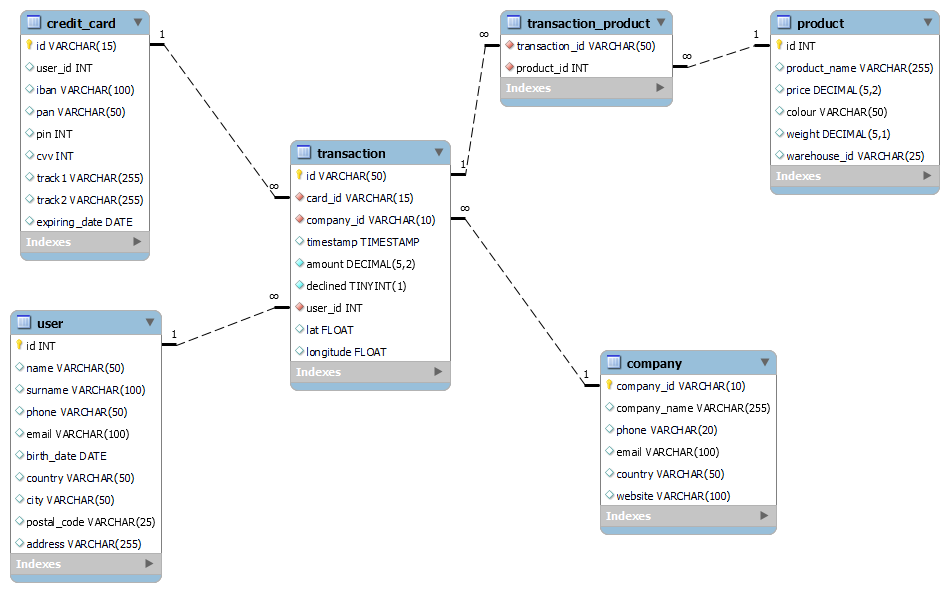 credit_card
id VARCHAR(15)
user_id INT
iban VARCHAR(100)
pan VARCHAR(50)
pin INT
cvv INT
track1 VARCHAR(255)
track2 VARCHAR(255)
expiring_date DATE
Indexes
1
∞
transaction_product
transaction_id VARCHAR(50)
product_id INT
Indexes
∞
∞
1
product
id INT
product_name VARCHAR(255)
price DECIMAL(5,2)
colour VARCHAR(50)
weight DECIMAL(5,1)
warehouse_id VARCHAR(25)
Indexes
transaction
id VARCHAR(50)
card_id VARCHAR(15)
company_id VARCHAR(10)
timestamp TIMESTAMP
amount DECIMAL(5,2)
declined TINYINT(1)
user_id INT
lat FLOAT
longitude FLOAT
Indexes
1
∞
∞
1
user
id INT
name VARCHAR(50)
surname VARCHAR(100)
phone VARCHAR(50)
email VARCHAR(100)
birth_date DATE
country VARCHAR(50)
city VARCHAR(50)
postal_code VARCHAR(25)
address VARCHAR(255)
Indexes
1
company
company_id VARCHAR(10)
company_name VARCHAR(255)
phone VARCHAR(20)
email VARCHAR(100)
country VARCHAR(50)
website VARCHAR(100)
Indexes